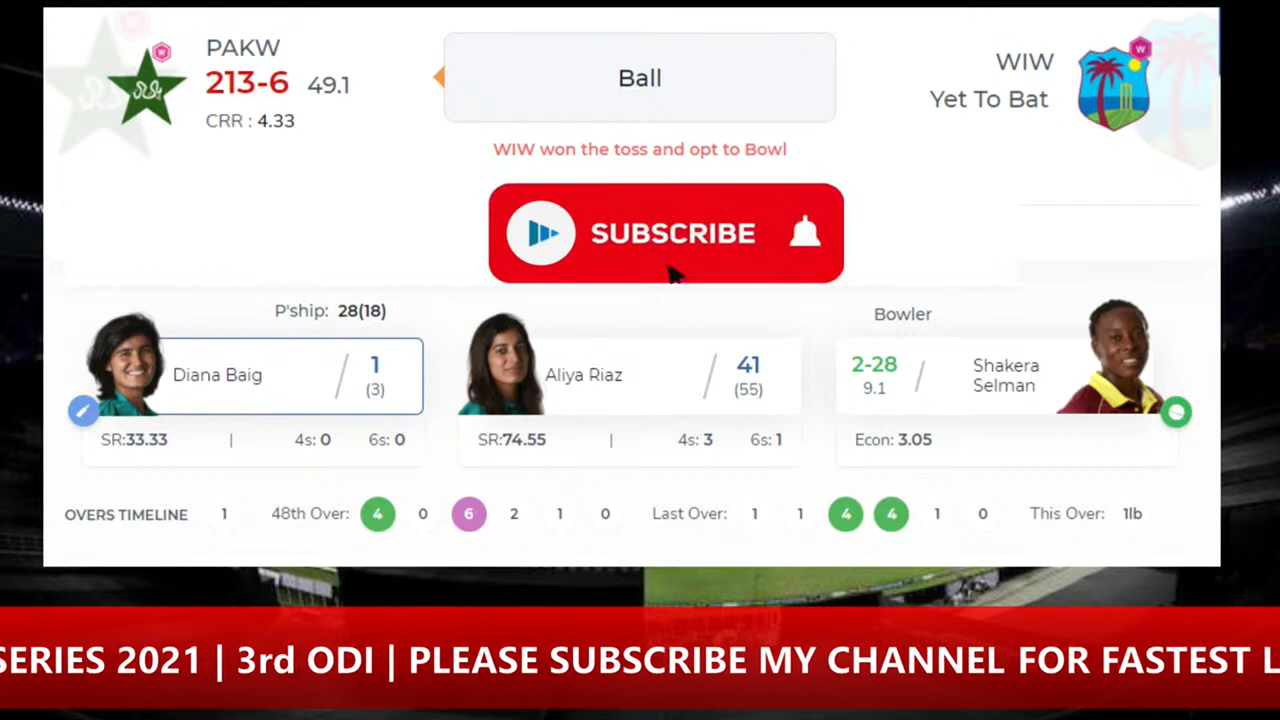 PAKW
213-6 49.1
CRR : 4.33
Ball
WIW won the toss and opt to Bowl
WIW
Yet To Bat
W
W
SUBSCRIBE
P'ship: 28(18)
Diana Baig / 1
(3)
SR:33.33 | 4s: 0 6s: 0
Aliya Riaz / 41
(55)
SR:74.55 | 4s: 3 6s: 1
Bowler
2-28
9.1 / Shakera
Selman
Econ: 3.05
OVERS TIMELINE 1 48th Over: 4 0 6 2 1 0 Last Over: 1 1 4 4 1 0 This Over: 1lb
SERIES 2021 | 3rd ODI | PLEASE SUBSCRIBE MY CHANNEL FOR FASTEST L